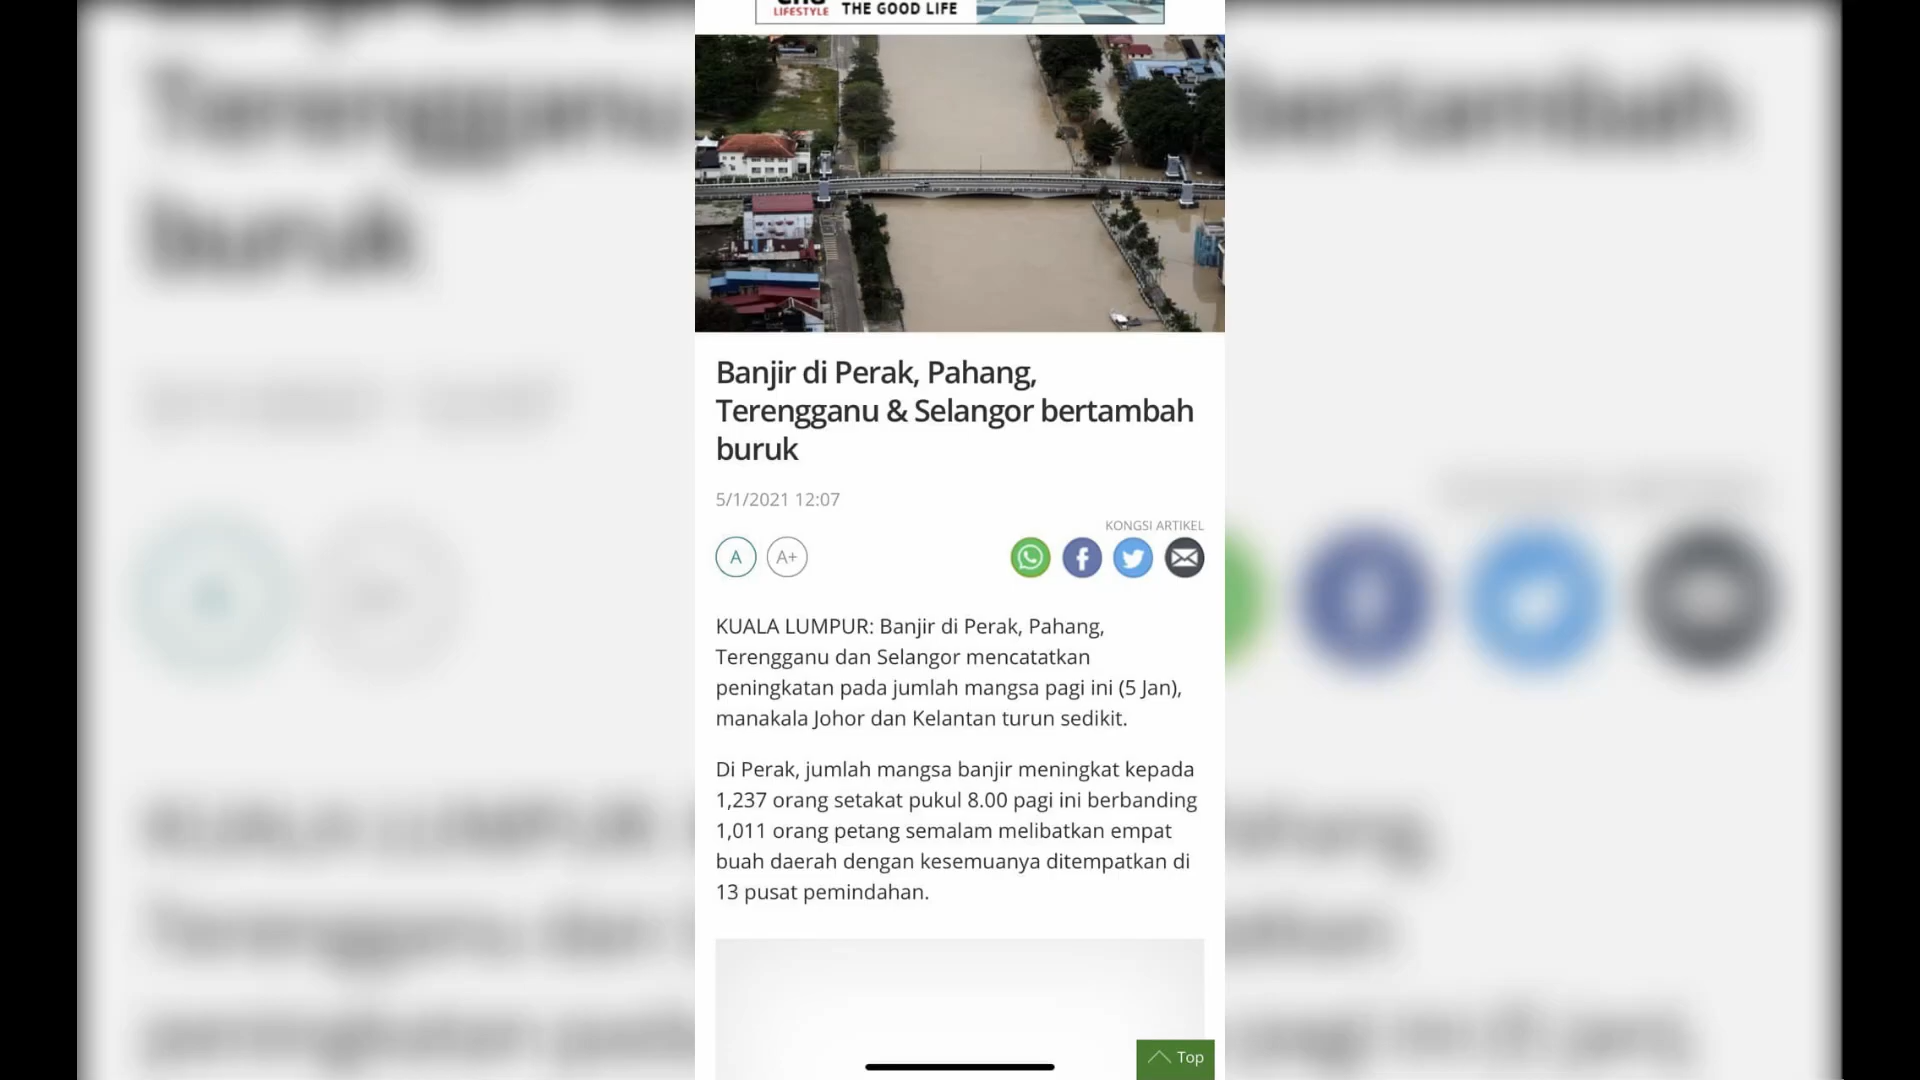 LIFESTYLE THE GOOD LIFE
Banjir di Perak, Pahang,
Terengganu & Selangor bertambah
buruk
5/1/2021 12:07
KONGSI ARTIKEL
A A+
KUALA LUMPUR: Banjir di Perak, Pahang,
Terengganu dan Selangor mencatatkan
peningkatan pada jumlah mangsa pagi ini (5 Jan),
manakala Johor dan Kelantan turun sedikit.
Di Perak, jumlah mangsa banjir meningkat kepada
1,237 orang setakat pukul 8.00 pagi ini berbanding
1,011 orang petang semalam melibatkan empat
buah daerah dengan kesemuanya ditempatkan di
13 pusat pemindahan.
Top